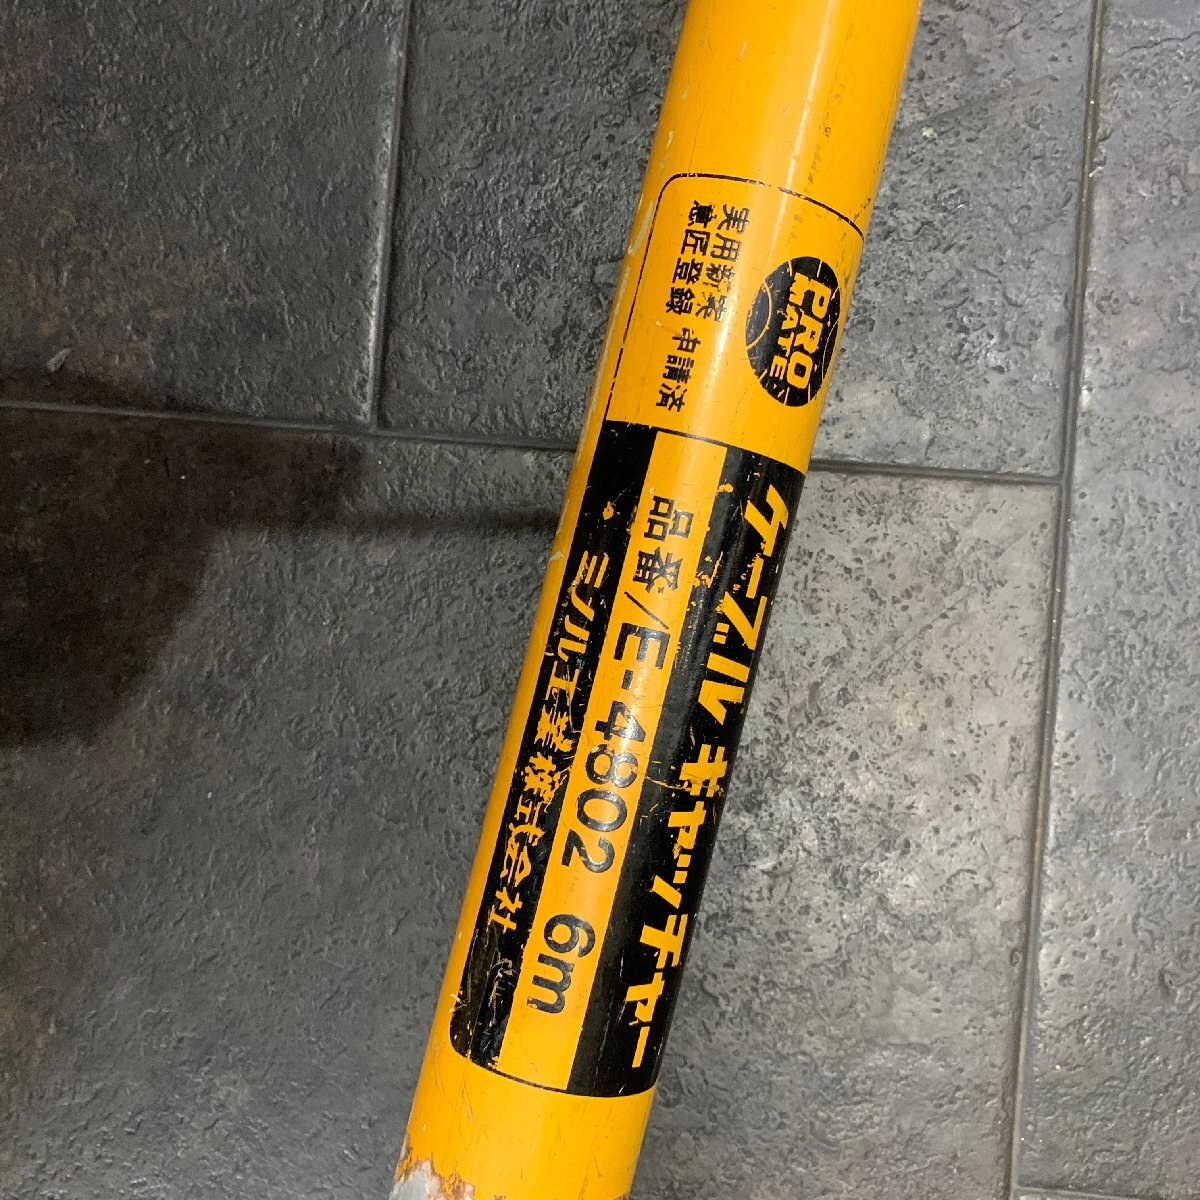 PRO
MATE
実用新案
意匠登録 申請済
ケーブルキャッチャー
品番/E-4802 6m
ミノル工業株式会社